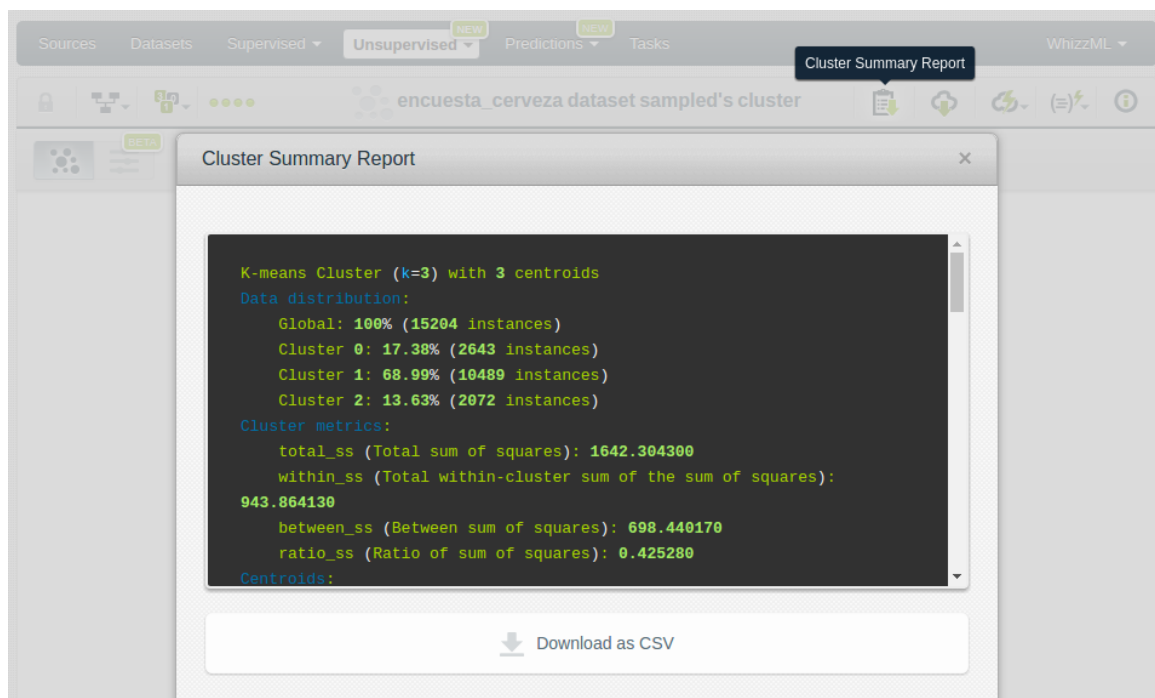 NEW NEW
Sources Datasets Supervised Unsupervised Predictions Tasks WhizzML
Cluster Summary Report
encuesta_cerveza dataset sampled's cluster
BETA
Cluster Summary Report ×
K-means Cluster (k=3) with 3 centroids
Data distribution:
Global: 100% (15204 instances)
Cluster 0: 17.38% (2643 instances)
Cluster 1: 68.99% (10489 instances)
Cluster 2: 13.63% (2072 instances)
Cluster metrics:
total_ss (Total sum of squares): 1642.304300
within_ss (Total within-cluster sum of the sum of squares):
943.864130
between_ss (Between sum of squares): 698.440170
ratio_ss (Ratio of sum of squares): 0.425280
Centroids:
Download as CSV